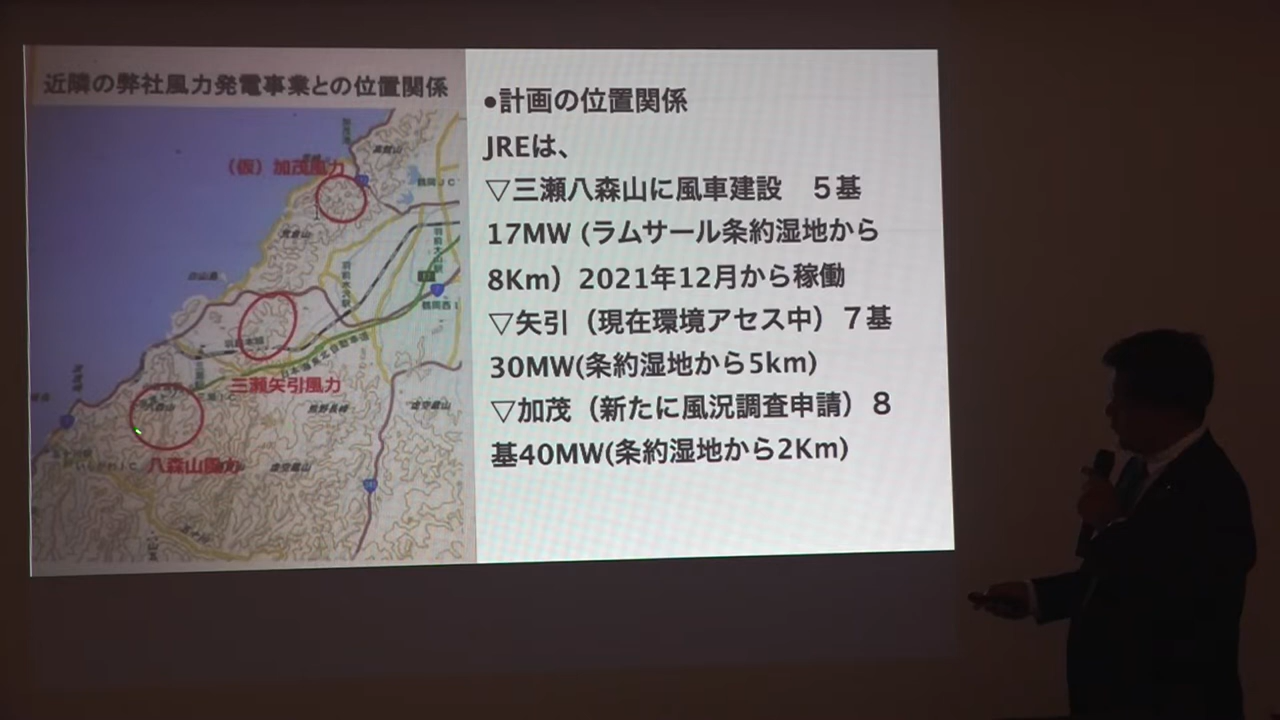 近隣の弊社風力発電事業との位置関係
(仮)加茂風力
三瀬矢引風力
八森山風力
●計画の位置関係
JREは、
▽三瀬八森山に風車建設　５基
17MW (ラムサール条約湿地から
8Km）2021年12月から稼働
▽矢引（現在環境アセス中）７基
30MW(条約湿地から5km)
▽加茂（新たに風況調査申請）８
基40MW(条約湿地から2Km)